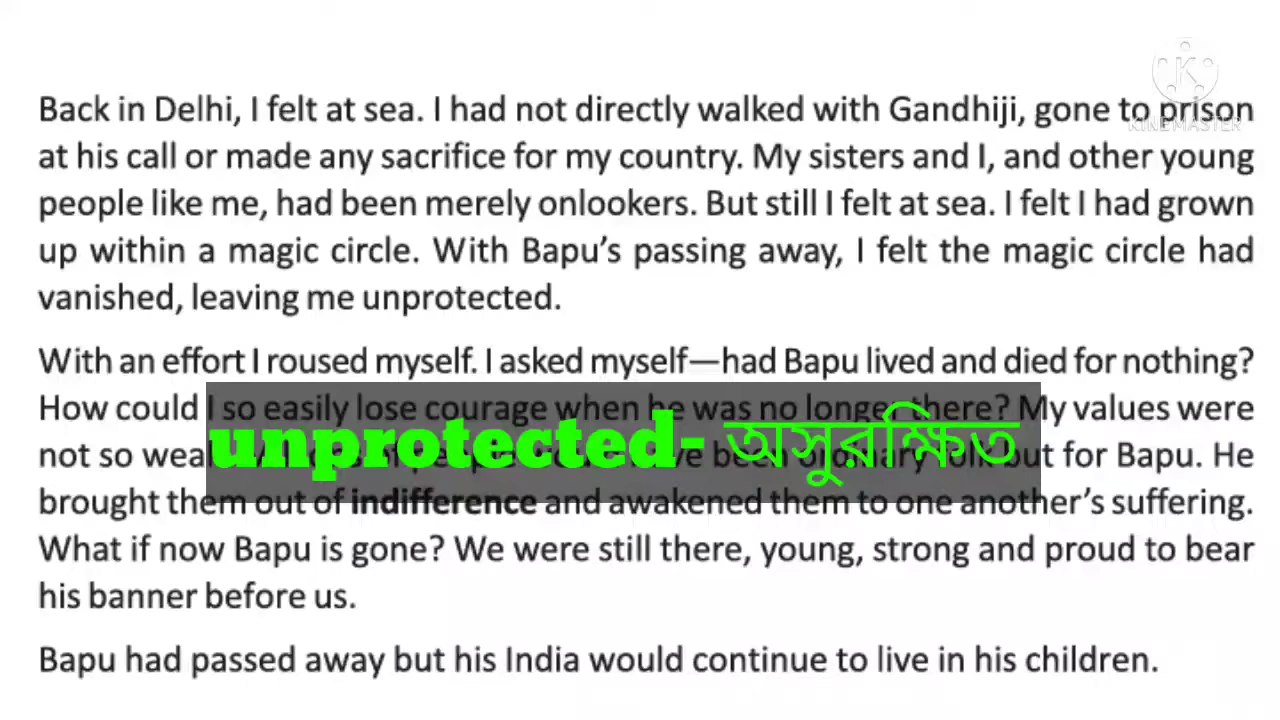 KINEMASTER
Back in Delhi, I felt at sea. I had not directly walked with Gandhiji, gone to prison
at his call or made any sacrifice for my country. My sisters and I, and other young
people like me, had been merely onlookers. But still I felt at sea. I felt I had grown
up within a magic circle. With Bapu’s passing away, I felt the magic circle had
vanished, leaving me unprotected.
With an effort I roused myself. I asked myself—had Bapu lived and died for nothing?
How could I so easily lose courage when he was no longer there? My values were
not so of been ordinary folk but for Bapu. He
unprotected- অসুরক্ষিত
brought them out of indifference and awakened them to one another’s suffering.
What if now Bapu is gone? We were still there, young, strong and proud to bear
his banner before us.
Bapu had passed away but his India would continue to live in his children.